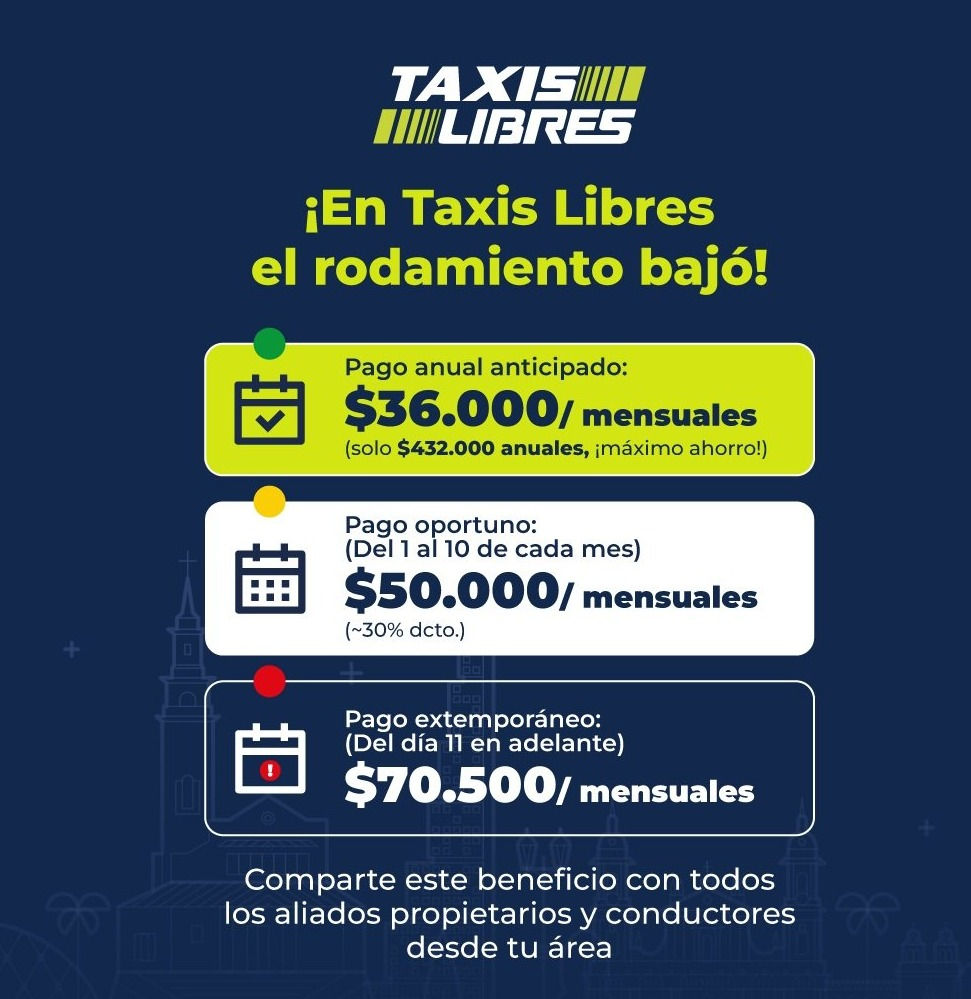 TAXIS
LIBRES
¡En Taxis Libres
el rodamiento bajó!
Pago anual anticipado:
$36.000/ mensuales
(solo $432.000 anuales, ¡máximo ahorro!)
Pago oportuno:
(Del 1 al 10 de cada mes)
$50.000/ mensuales
(~30% dcto.)
Pago extemporáneo:
(Del día 11 en adelante)
$70.500/ mensuales
Comparte este beneficio con todos
los aliados propietarios y conductores
desde tu área